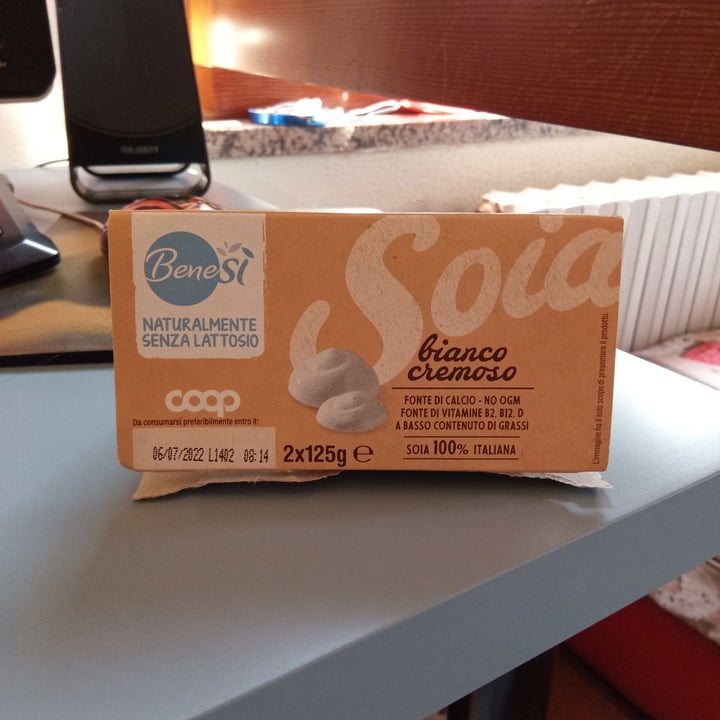 MAJORITY
BeneSì
NATURALMENTE
SENZA LATTOSIO
coop
Da consumarsi preferibilmente entro il:
06/07/2022 L1402 08:14
2x125g e
Soia
bianco
cremoso
FONTE DI CALCIO - NO OGM
FONTE DI VITAMINE B2, B12, D
A BASSO CONTENUTO DI GRASSI
SOIA 100% ITALIANA
L'immagine ha il solo scopo di presentare il prodotto.